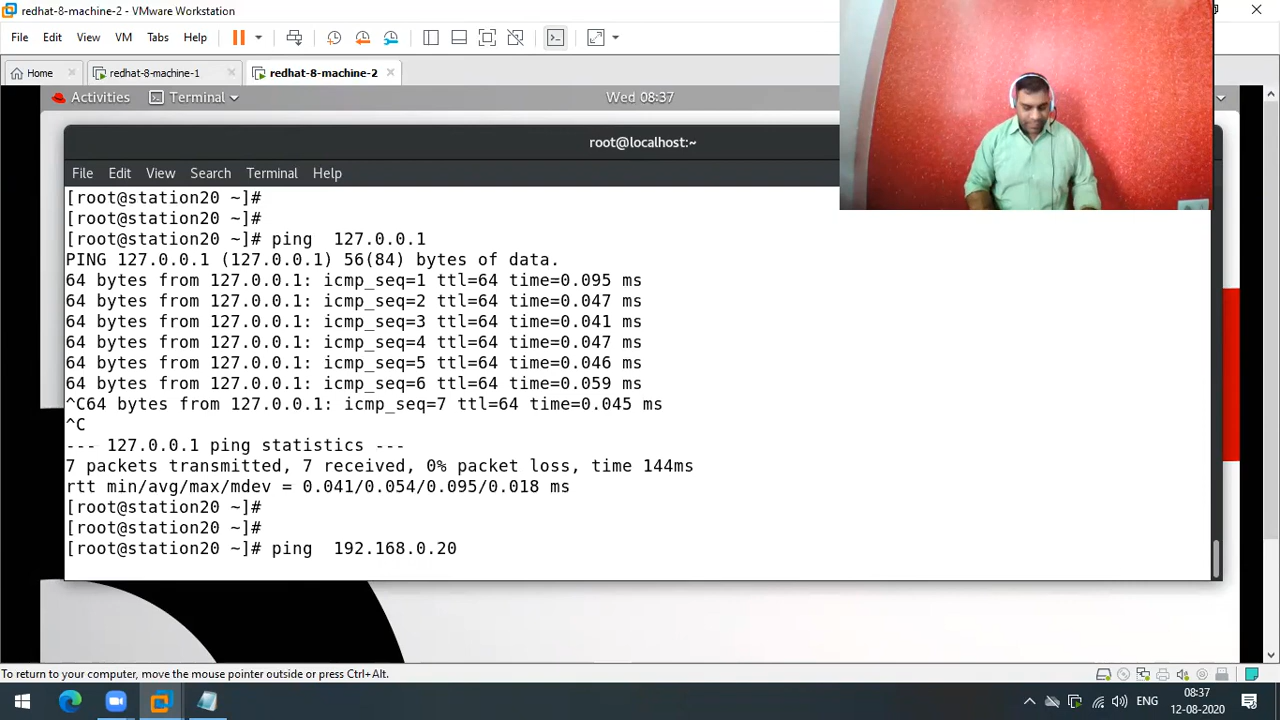 redhat-8-machine-2 - VMware Workstation
File Edit View VM Tabs Help
Home redhat-8-machine-1 redhat-8-machine-2
Activities Terminal Wed 08:37
root@localhost:~
File Edit View Search Terminal Help
[root@station20 ~]#
[root@station20 ~]#
[root@station20 ~]# ping  127.0.0.1
PING 127.0.0.1 (127.0.0.1) 56(84) bytes of data.
64 bytes from 127.0.0.1: icmp_seq=1 ttl=64 time=0.095 ms
64 bytes from 127.0.0.1: icmp_seq=2 ttl=64 time=0.047 ms
64 bytes from 127.0.0.1: icmp_seq=3 ttl=64 time=0.041 ms
64 bytes from 127.0.0.1: icmp_seq=4 ttl=64 time=0.047 ms
64 bytes from 127.0.0.1: icmp_seq=5 ttl=64 time=0.046 ms
64 bytes from 127.0.0.1: icmp_seq=6 ttl=64 time=0.059 ms
^C64 bytes from 127.0.0.1: icmp_seq=7 ttl=64 time=0.045 ms
^C
--- 127.0.0.1 ping statistics ---
7 packets transmitted, 7 received, 0% packet loss, time 144ms
rtt min/avg/max/mdev = 0.041/0.054/0.095/0.018 ms
[root@station20 ~]#
[root@station20 ~]#
[root@station20 ~]# ping  192.168.0.20
To return to your computer, move the mouse pointer outside or press Ctrl+Alt.
ENG 08:37
12-08-2020